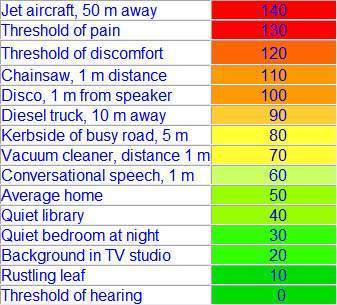 Jet aircraft, 50 m away 140
Threshold of pain 130
Threshold of discomfort 120
Chainsaw, 1 m distance 110
Disco, 1 m from speaker 100
Diesel truck, 10 m away 90
Kerbside of busy road, 5 m 80
Vacuum cleaner, distance 1 m 70
Conversational speech, 1 m 60
Average home 50
Quiet library 40
Quiet bedroom at night 30
Background in TV studio 20
Rustling leaf 10
Threshold of hearing 0